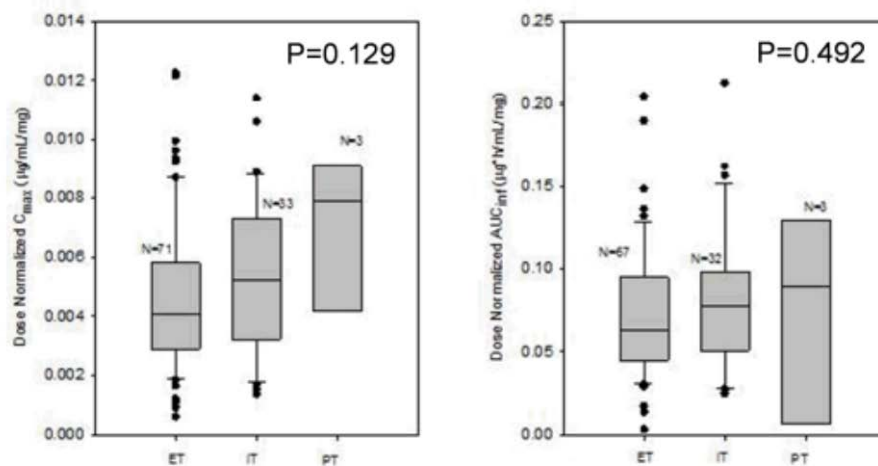 P=0.129
Dose Normalized Cmax (µg/mL/mg)
0.014
0.012
0.010
0.008
0.006
0.004
0.002
0.000
N=71
N=33
N=3
ET
IT
PT
P=0.492
Dose Normalized AUCinf (µg*h/mL/mg)
0.25
0.20
0.15
0.10
0.05
0.00
N=67
N=32
N=3
ET
IT
PT